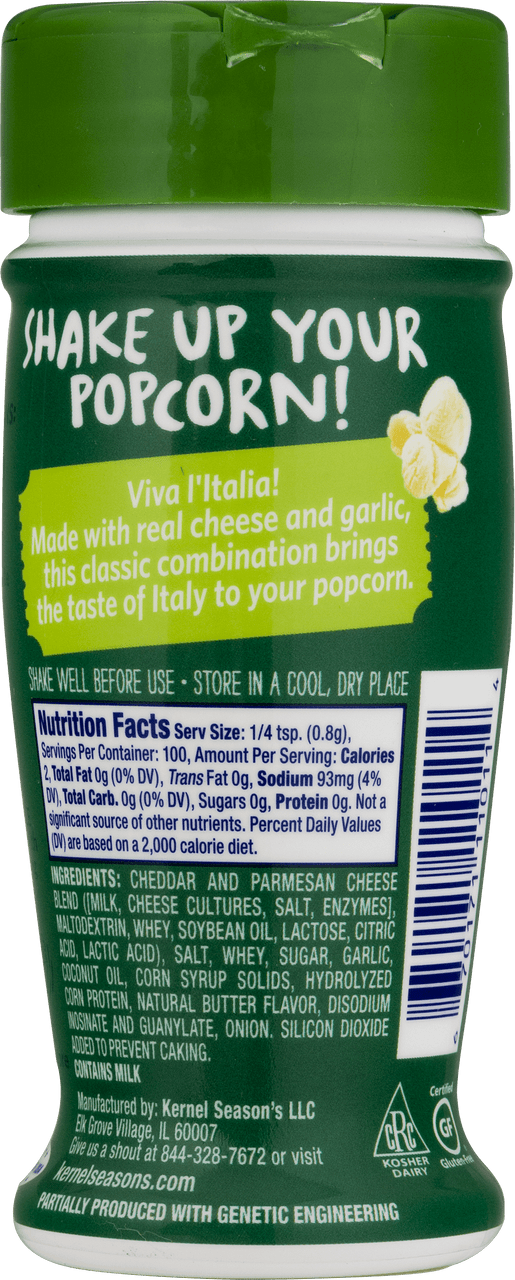 SHAKE UP YOUR
POPCORN!
Viva l'Italia!
Made with real cheese and garlic,
this classic combination brings
the taste of Italy to your popcorn.
SHAKE WELL BEFORE USE • STORE IN A COOL, DRY PLACE
Nutrition Facts Serv Size: 1/4 tsp. (0.8g),
Servings Per Container: 100, Amount Per Serving: Calories
2, Total Fat 0g (0% DV), Trans Fat 0g, Sodium 93mg (4%
DV), Total Carb. 0g (0% DV), Sugars 0g, Protein 0g. Not a
significant source of other nutrients. Percent Daily Values
(DV) are based on a 2,000 calorie diet.
INGREDIENTS: CHEDDAR AND PARMESAN CHEESE
BLEND ([MILK, CHEESE CULTURES, SALT, ENZYMES],
MALTODEXTRIN, WHEY, SOYBEAN OIL, LACTOSE, CITRIC
ACID, LACTIC ACID), SALT, WHEY, SUGAR, GARLIC,
COCONUT OIL, CORN SYRUP SOLIDS, HYDROLYZED
CORN PROTEIN, NATURAL BUTTER FLAVOR, DISODIUM
INOSINATE AND GUANYLATE, ONION. SILICON DIOXIDE
ADDED TO PREVENT CAKING.
CONTAINS MILK
Manufactured by: Kernel Season's LLC
Elk Grove Village, IL 60007
Give us a shout at 844-328-7672 or visit
kernelseasons.com
PARTIALLY PRODUCED WITH GENETIC ENGINEERING
CRC
KOSHER
DAIRY
Certified
GF
Gluten-Free
6 70171 11011 4